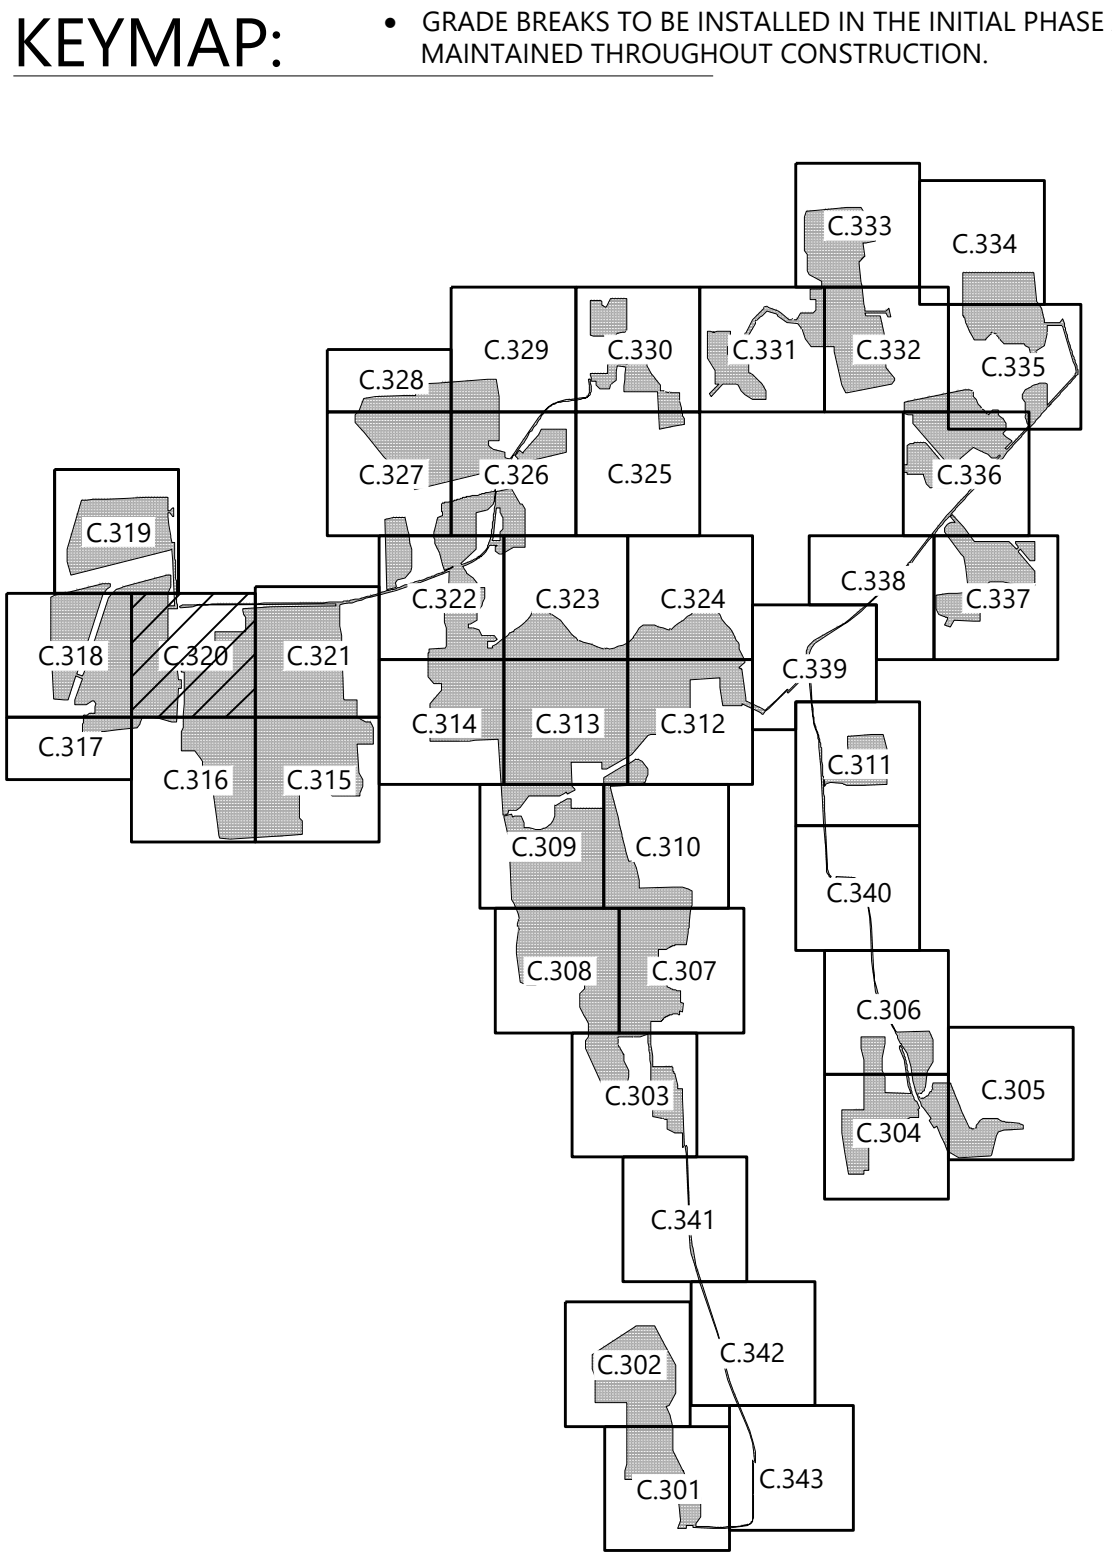 KEYMAP:
• GRADE BREAKS TO BE INSTALLED IN THE INITIAL PHASE
MAINTAINED THROUGHOUT CONSTRUCTION.
C.333
C.334
C.329
C.330
C.331
C.332
C.335
C.328
C.327
C.326
C.325
C.336
C.319
C.338
C.337
C.322
C.323
C.324
C.318
C.320
C.321
C.339
C.317
C.314
C.313
C.312
C.316
C.315
C.311
C.309
C.310
C.340
C.308
C.307
C.306
C.303
C.305
C.304
C.341
C.302
C.342
C.301
C.343